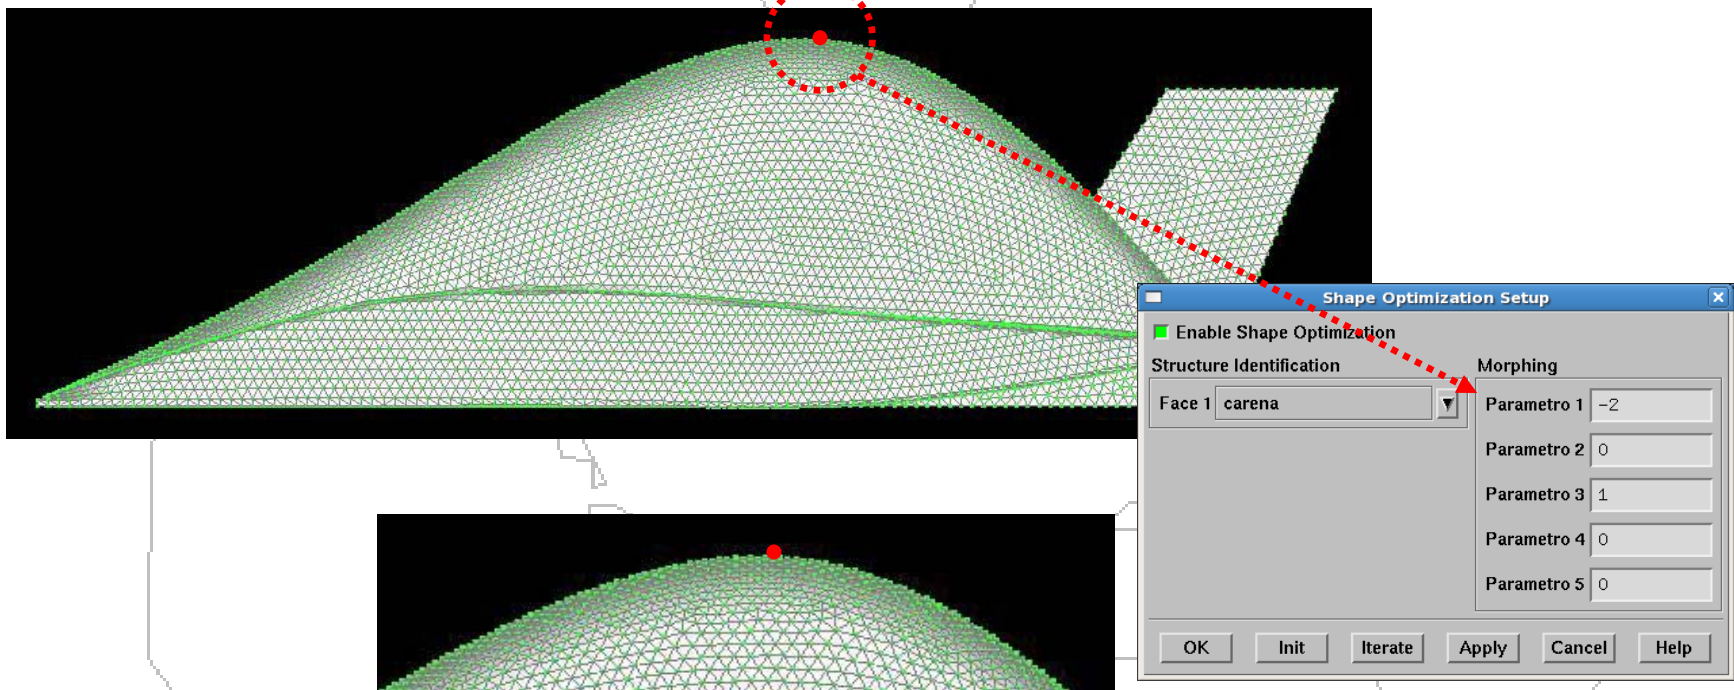 Shape Optimization Setup
Enable Shape Optimization
Structure Identification
Face 1 carena
Morphing
Parametro 1 -2
Parametro 2 0
Parametro 3 1
Parametro 4 0
Parametro 5 0
OK Init Iterate Apply Cancel Help